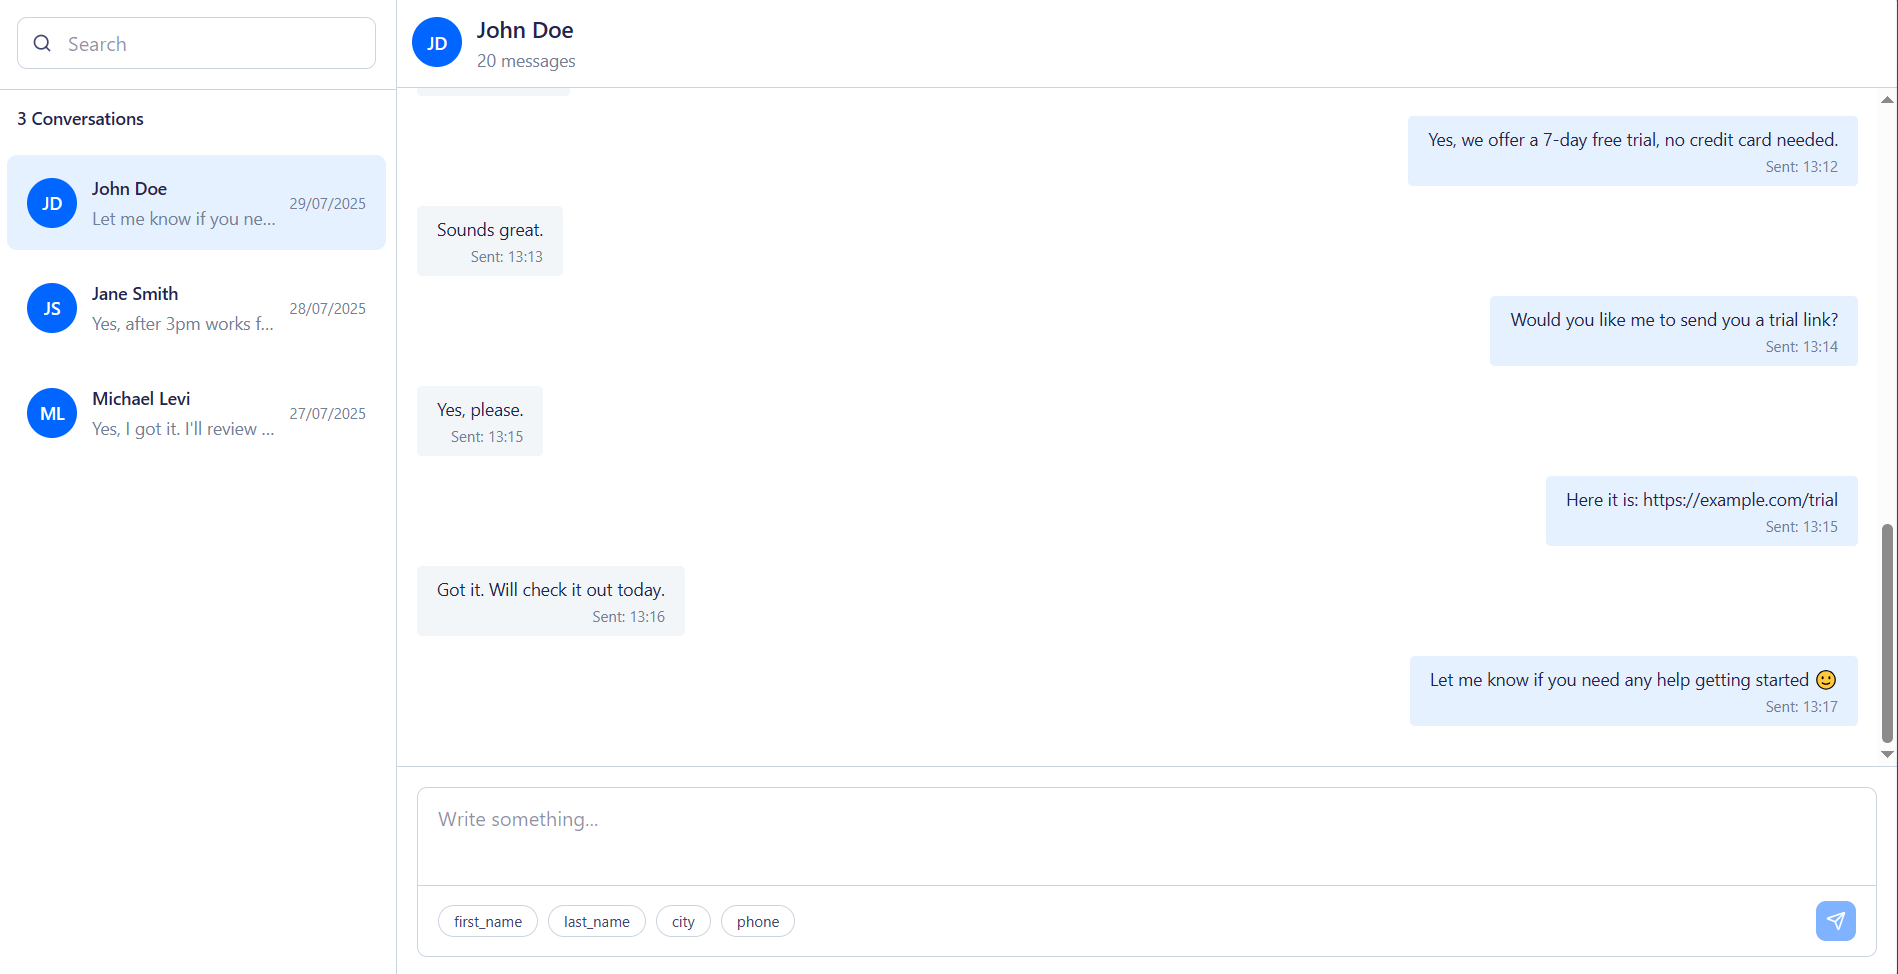 Search
3 Conversations
JD
John Doe
Let me know if you ne...
29/07/2025
JS
Jane Smith
Yes, after 3pm works f...
28/07/2025
ML
Michael Levi
Yes, I got it. I'll review ...
27/07/2025
JD
John Doe
20 messages
Yes, we offer a 7-day free trial, no credit card needed.
Sent: 13:12
Sounds great.
Sent: 13:13
Would you like me to send you a trial link?
Sent: 13:14
Yes, please.
Sent: 13:15
Here it is: https://example.com/trial
Sent: 13:15
Got it. Will check it out today.
Sent: 13:16
Let me know if you need any help getting started 🙂
Sent: 13:17
Write something...
first_name
last_name
city
phone